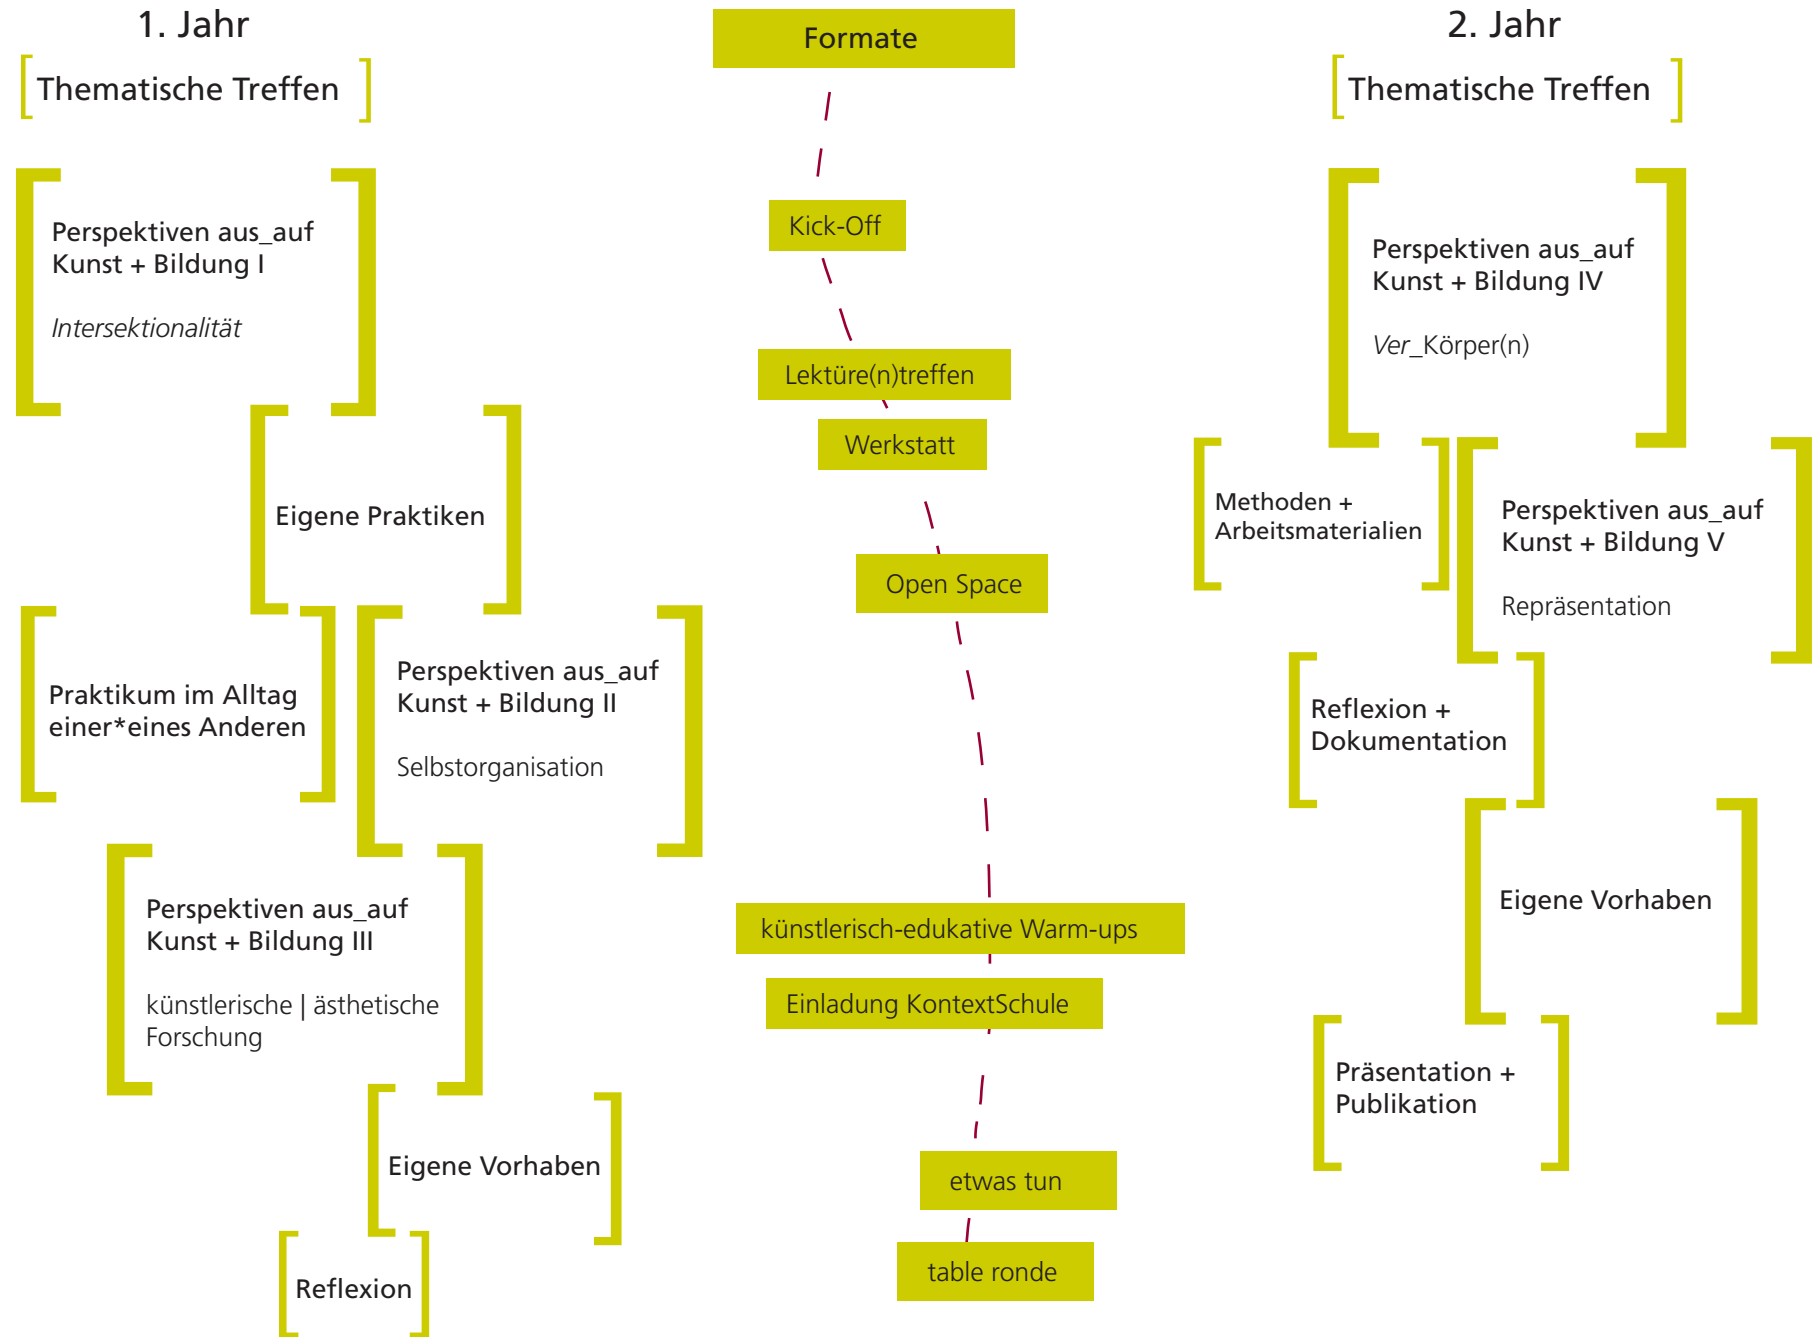 1. Jahr
Thematische Treffen
Perspektiven aus_auf
Kunst + Bildung I
Intersektionalität
Eigene Praktiken
Praktikum im Alltag
einer*eines Anderen
Perspektiven aus_auf
Kunst + Bildung II
Selbstorganisation
Perspektiven aus_auf
Kunst + Bildung III
künstlerische | ästhetische
Forschung
Eigene Vorhaben
Reflexion
Formate
Kick-Off
Lektüre(n)treffen
Werkstatt
Open Space
künstlerisch-edukative Warm-ups
Einladung KontextSchule
etwas tun
table ronde
2. Jahr
Thematische Treffen
Perspektiven aus_auf
Kunst + Bildung IV
Ver_Körper(n)
Methoden +
Arbeitsmaterialien
Perspektiven aus_auf
Kunst + Bildung V
Repräsentation
Reflexion +
Dokumentation
Eigene Vorhaben
Präsentation +
Publikation